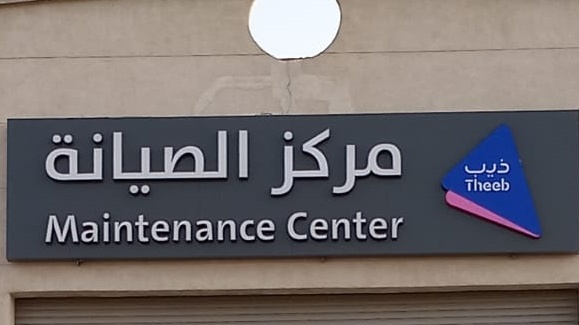 مركز الصيانة
Maintenance Center
ذيب
Theeb